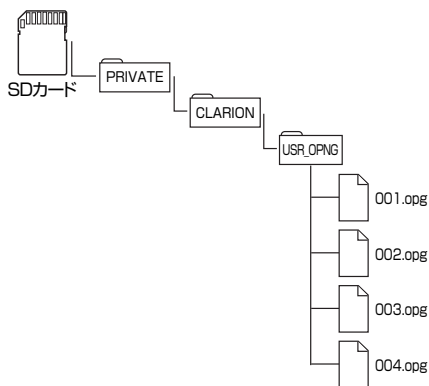 SDカード
PRIVATE
CLARION
USR_OPNG
001.opg
002.opg
003.opg
004.opg